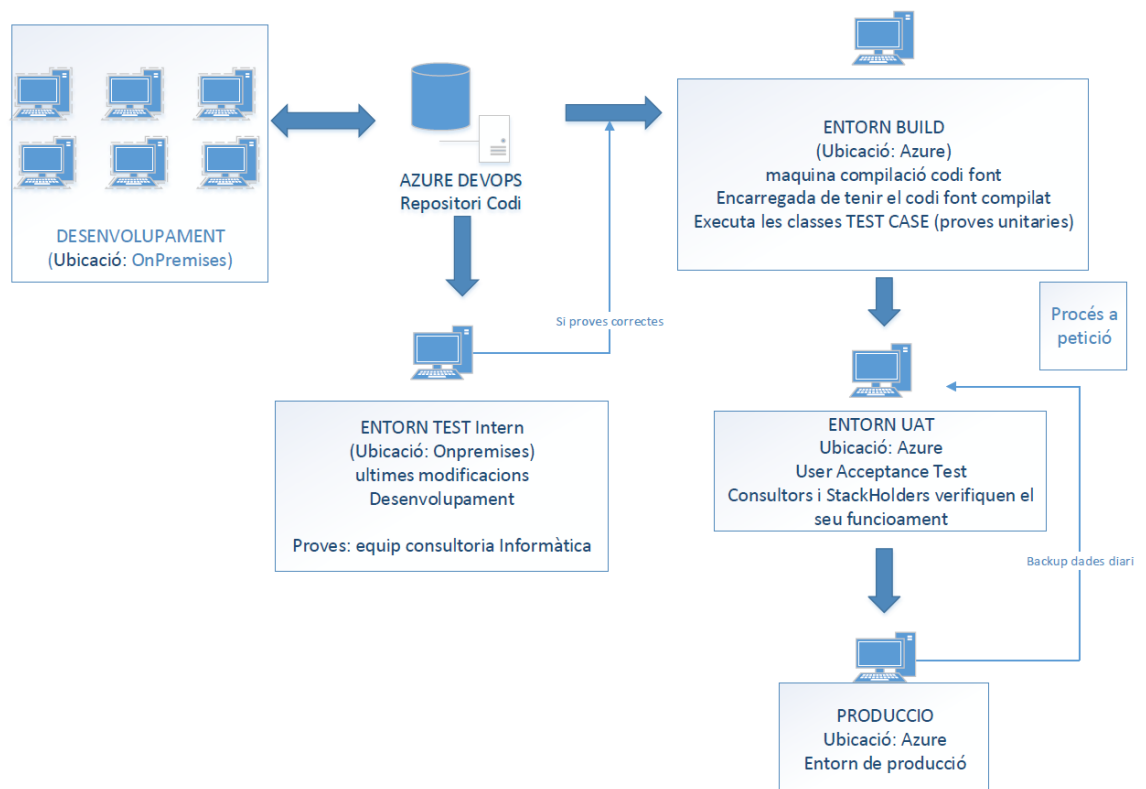 DESENVOLUPAMENT
(Ubicació: OnPremises)
AZURE DEVOPS
Repositori Codi
ENTORN BUILD
(Ubicació: Azure)
maquina compilació codi font
Encarregada de tenir el codi font compilat
Executa les classes TEST CASE (proves unitaries)
Si proves correctes
Procés a
petició
ENTORN TEST Intern
(Ubicació: Onpremises)
ultimes modificacions
Desenvolupament
Proves: equip consultoria Informàtica
ENTORN UAT
Ubicació: Azure
User Acceptance Test
Consultors i StackHolders verifiquen el
seu funcioament
Backup dades diari
PRODUCCIO
Ubicació: Azure
Entorn de producció